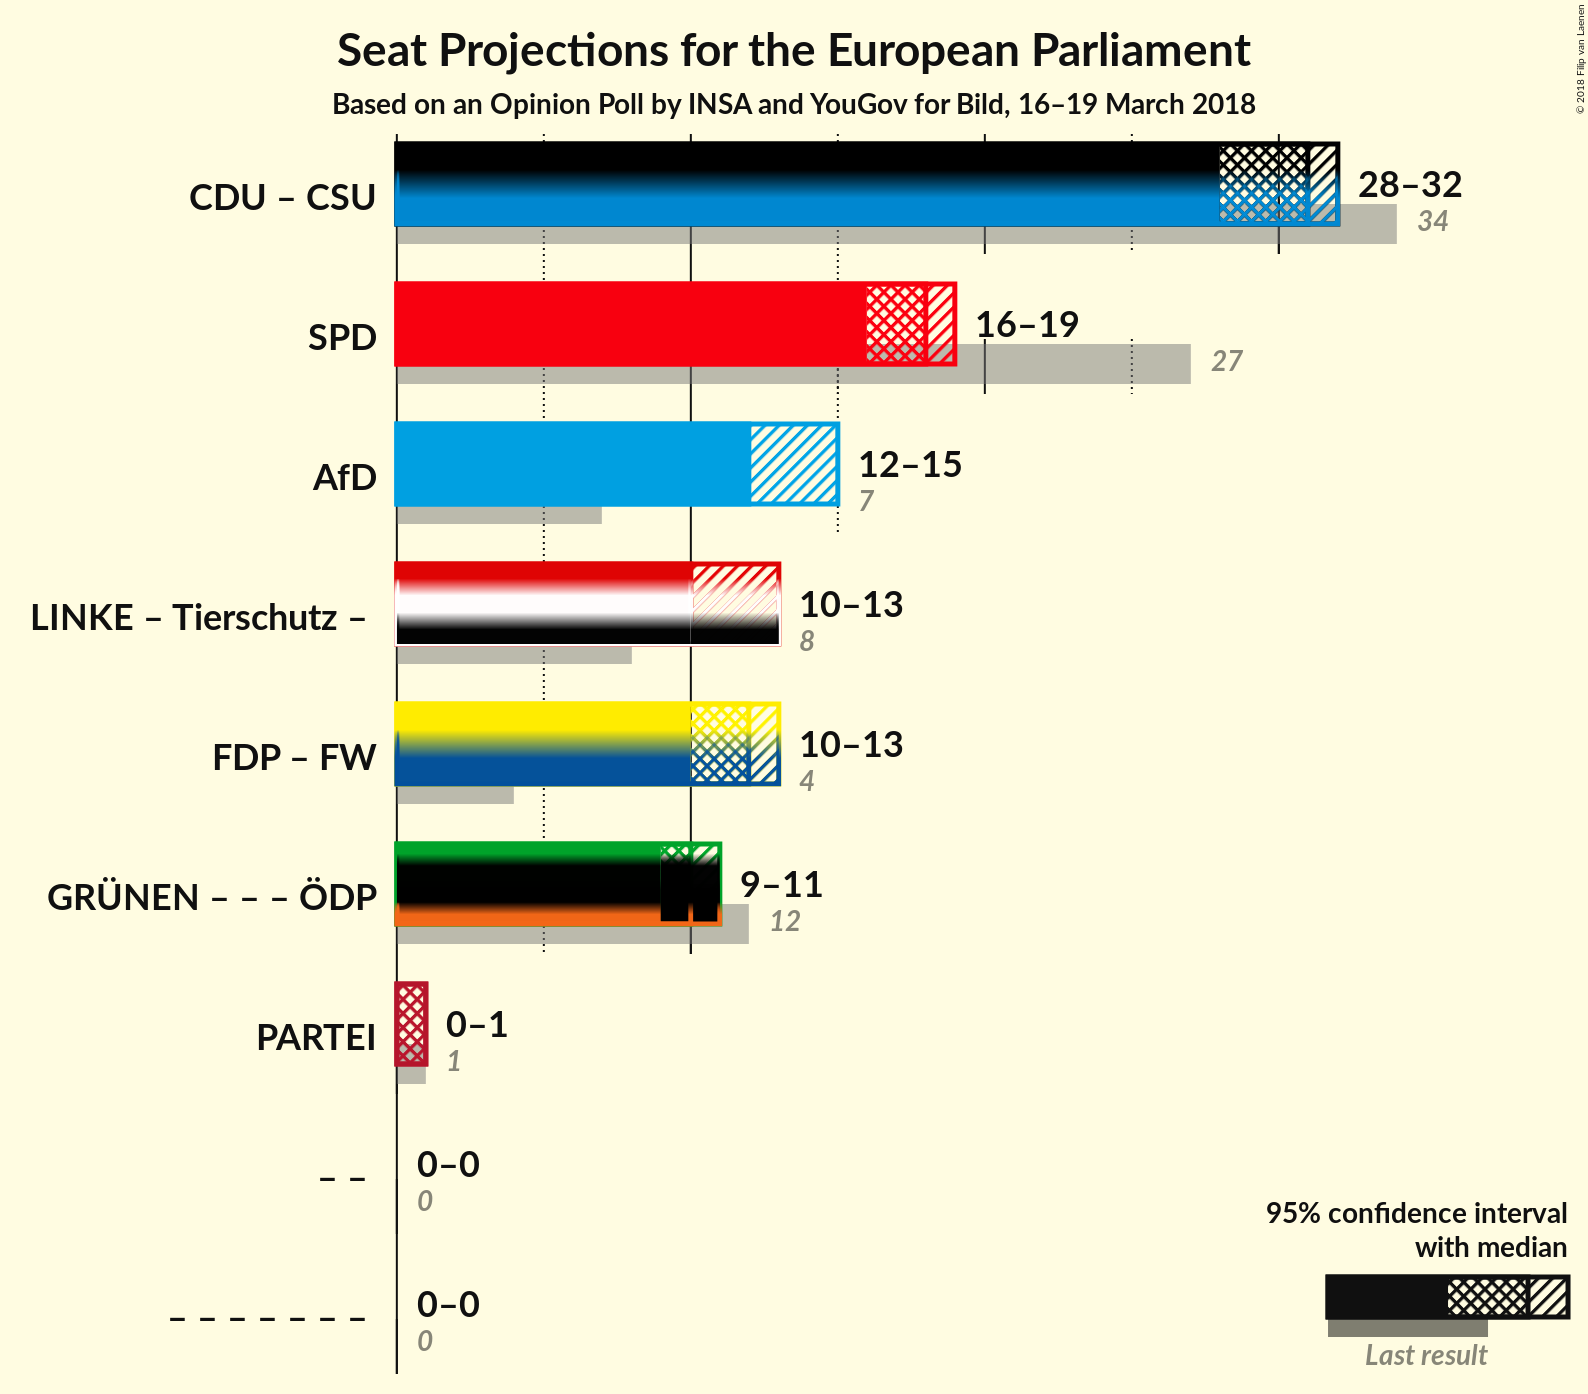 Seat Projections for the European Parliament
Based on an Opinion Poll by INSA and YouGov for Bild, 16–19 March 2018
© 2018 Filip van Laenen
CDU – CSU
28–32
34
SPD
16–19
27
AfD
12–15
7
LINKE – Tierschutz –
10–13
8
FDP – FW
10–13
4
GRÜNEN – – – ÖDP
9–11
12
PARTEI
0–1
1
– –
0–0
0
– – – – – – –
0–0
0
95% confidence interval
with median
Last result